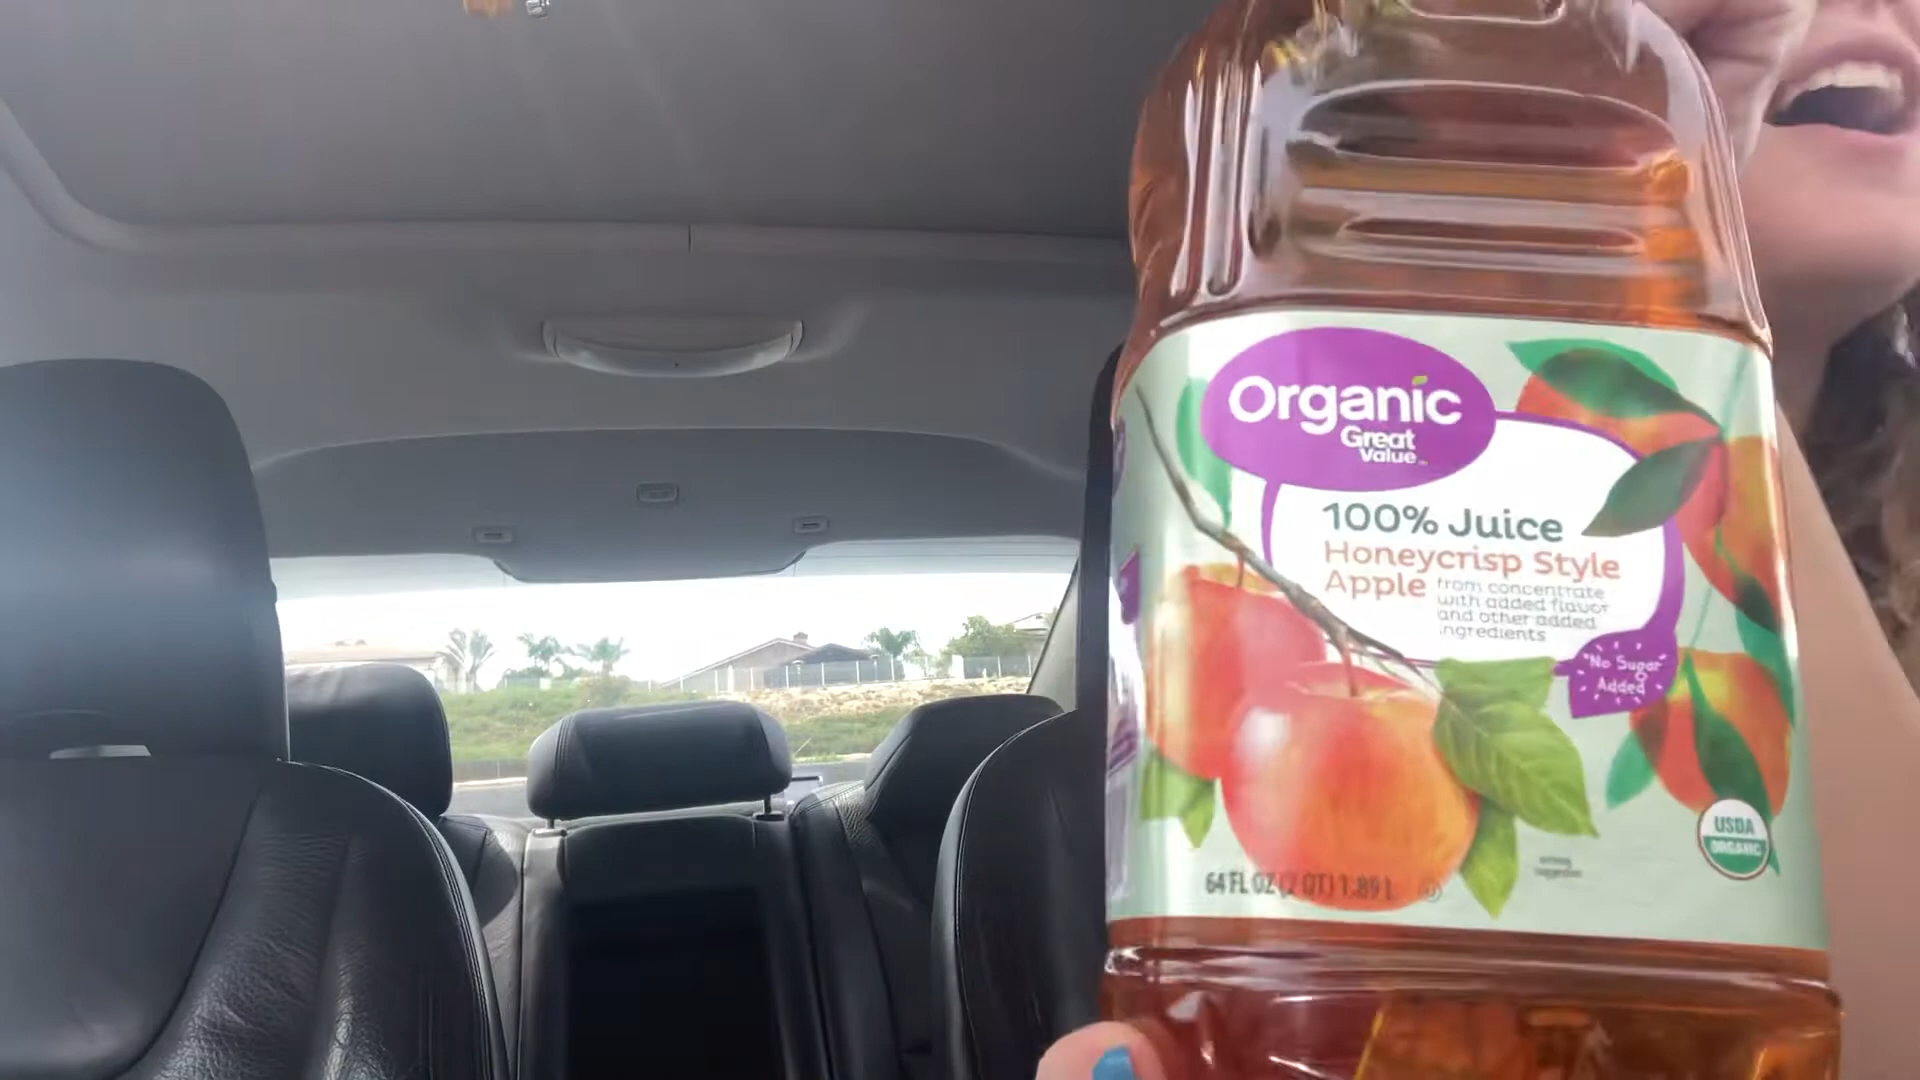 Organic
Great
Value
100% Juice
Honeycrisp Style
Apple
from concentrate
with added flavor
and other added
ingredients
*No Sugar
Added
USDA
ORGANIC
64 FL OZ (2 QT) 1.89 L